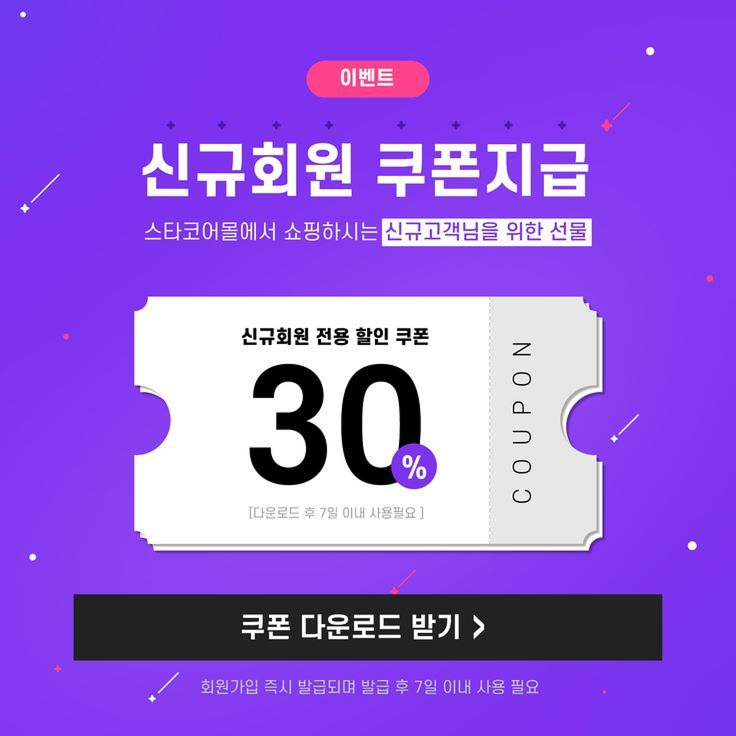 이벤트
신규회원 쿠폰지급
스타코어몰에서 쇼핑하시는 신규고객님을 위한 선물
신규회원 전용 할인 쿠폰
30%
[다운로드 후 7일 이내 사용필요 ]
COUPON
쿠폰 다운로드 받기 >
회원가입 즉시 발급되며 발급 후 7일 이내 사용 필요